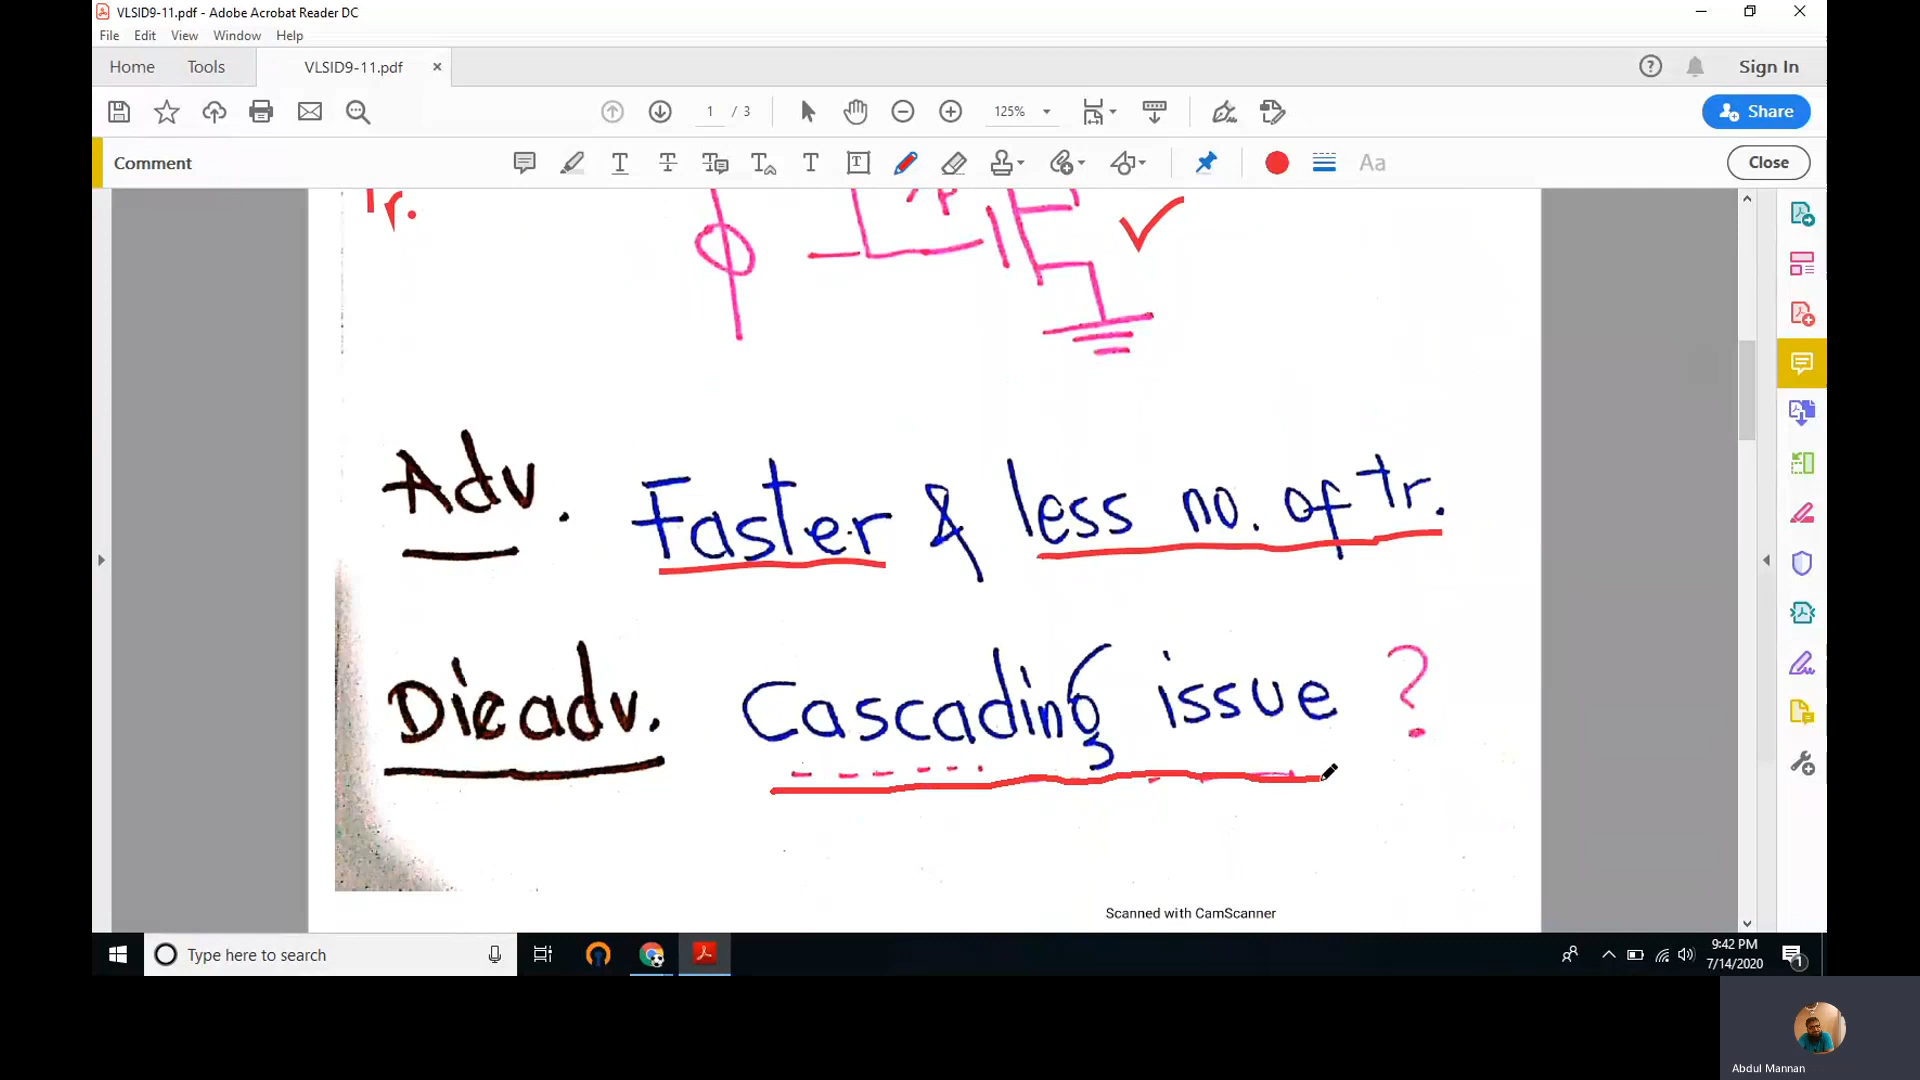 VLSID9-11.pdf - Adobe Acrobat Reader DC
File Edit View Window Help
Home Tools VLSID9-11.pdf × Sign In
1 / 3 125% Share
Comment Aa Close
Tr.
Adv. Faster & less no. of Tr.
Disadv. Cascading issue ?
Scanned with CamScanner
Type here to search
9:42 PM
7/14/2020
1
Abdul Mannan